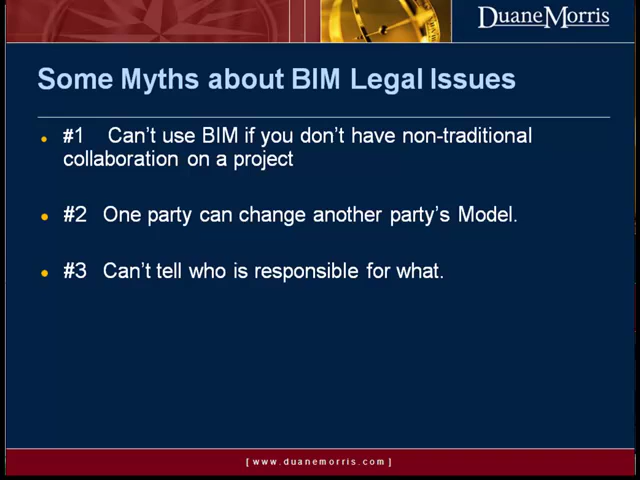 Duane Morris
Some Myths about BIM Legal Issues
• #1 Can't use BIM if you don't have non-traditional
collaboration on a project
• #2 One party can change another party's Model.
• #3 Can't tell who is responsible for what.
[ www.duanemorris.com ]